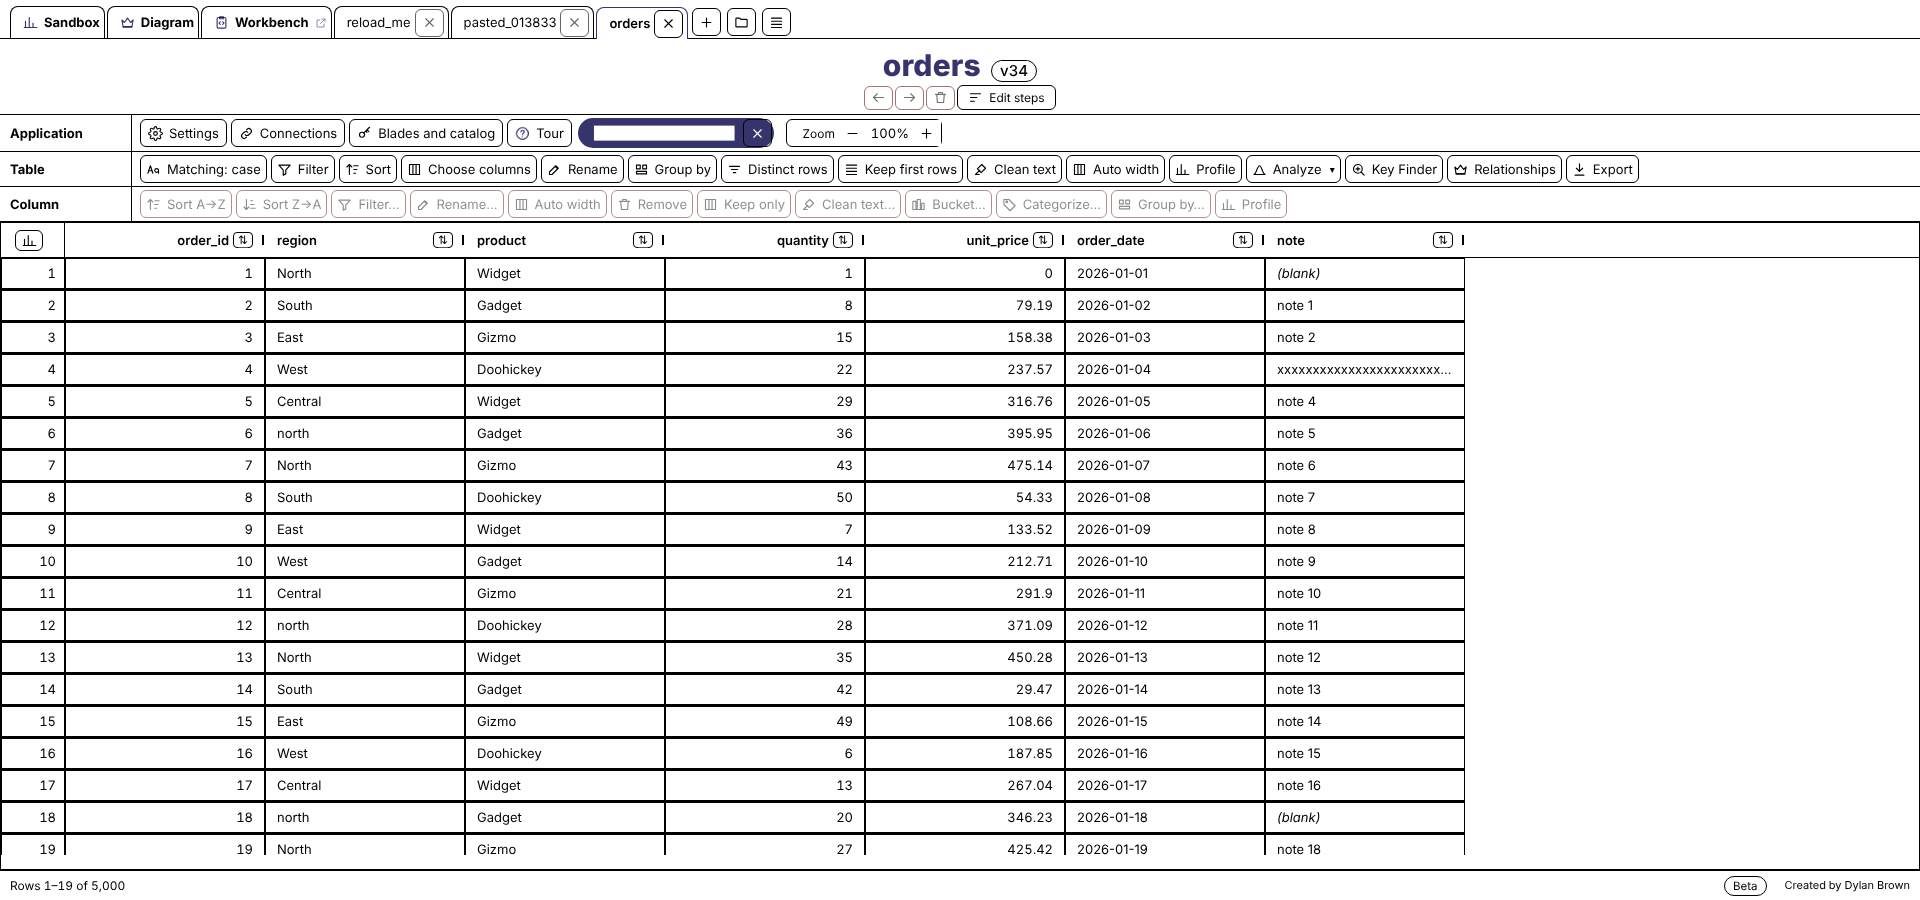 Sandbox Diagram Workbench reload_me pasted_013833 orders
orders v34
Edit steps
Application Settings Connections Blades and catalog Tour Zoom 100%
Table Aa Matching: case Filter Sort Choose columns Rename Group by Distinct rows Keep first rows Clean text Auto width Profile Analyze Key Finder Relationships Export
Column Sort A→Z Sort Z→A Filter... Rename... Auto width Remove Keep only Clean text... Bucket... Categorize... Group by... Profile
order_id region product quantity unit_price order_date note
1 1 North Widget 1 0 2026-01-01 (blank)
2 2 South Gadget 8 79.19 2026-01-02 note 1
3 3 East Gizmo 15 158.38 2026-01-03 note 2
4 4 West Doohickey 22 237.57 2026-01-04 xxxxxxxxxxxxxxxxxxxxxxx...
5 5 Central Widget 29 316.76 2026-01-05 note 4
6 6 north Gadget 36 395.95 2026-01-06 note 5
7 7 North Gizmo 43 475.14 2026-01-07 note 6
8 8 South Doohickey 50 54.33 2026-01-08 note 7
9 9 East Widget 7 133.52 2026-01-09 note 8
10 10 West Gadget 14 212.71 2026-01-10 note 9
11 11 Central Gizmo 21 291.9 2026-01-11 note 10
12 12 north Doohickey 28 371.09 2026-01-12 note 11
13 13 North Widget 35 450.28 2026-01-13 note 12
14 14 South Gadget 42 29.47 2026-01-14 note 13
15 15 East Gizmo 49 108.66 2026-01-15 note 14
16 16 West Doohickey 6 187.85 2026-01-16 note 15
17 17 Central Widget 13 267.04 2026-01-17 note 16
18 18 north Gadget 20 346.23 2026-01-18 (blank)
19 19 North Gizmo 27 425.42 2026-01-19 note 18
Rows 1–19 of 5,000 Beta Created by Dylan Brown